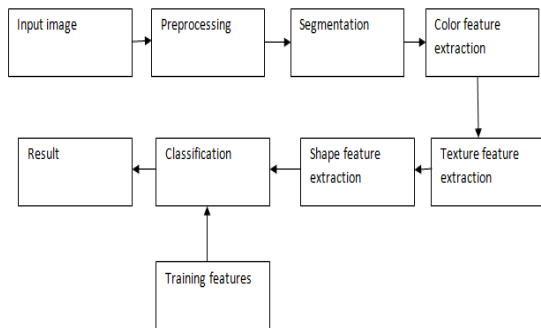 Input image
Preprocessing
Segmentation
Color feature
extraction
Result
Classification
Shape feature
extraction
Texture feature
extraction
Training features